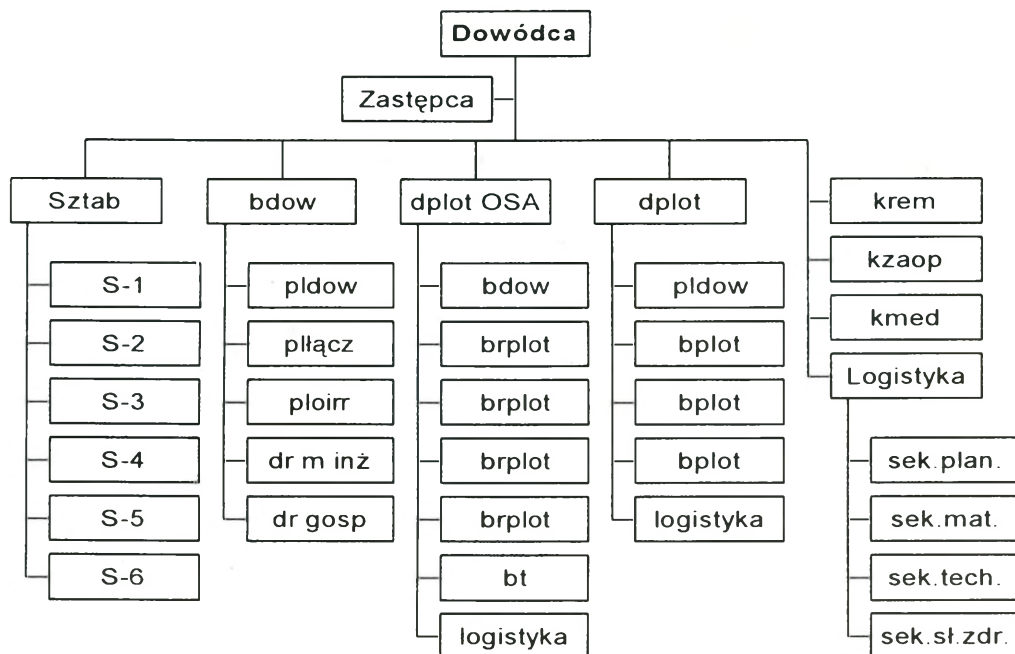 Dowódca
Zastępca
Sztab
S-1
S-2
S-3
S-4
S-5
S-6
bdow
pldow
plłącz
ploirr
dr m inż
dr gosp
dplot OSA
bdow
brplot
brplot
brplot
brplot
bt
logistyka
dplot
pldow
bplot
bplot
bplot
logistyka
krem
kzaop
kmed
Logistyka
sek.plan.
sek.mat.
sek.tech.
sek.sł.zdr.